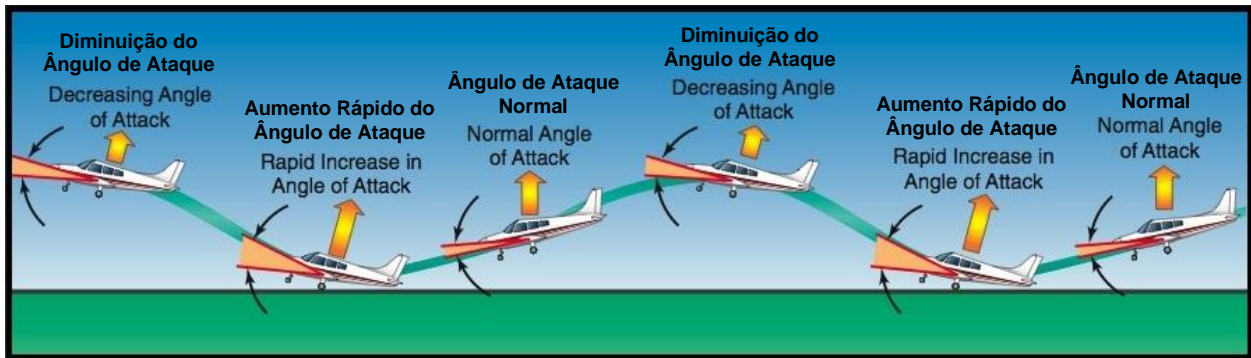 Diminuição do
Ângulo de Ataque
Decreasing Angle
of Attack
Aumento Rápido do
Ângulo de Ataque
Rapid Increase in
Angle of Attack
Ângulo de Ataque
Normal
Normal Angle
of Attack
Diminuição do
Ângulo de Ataque
Decreasing Angle
of Attack
Aumento Rápido do
Ângulo de Ataque
Rapid Increase in
Angle of Attack
Ângulo de Ataque
Normal
Normal Angle
of Attack